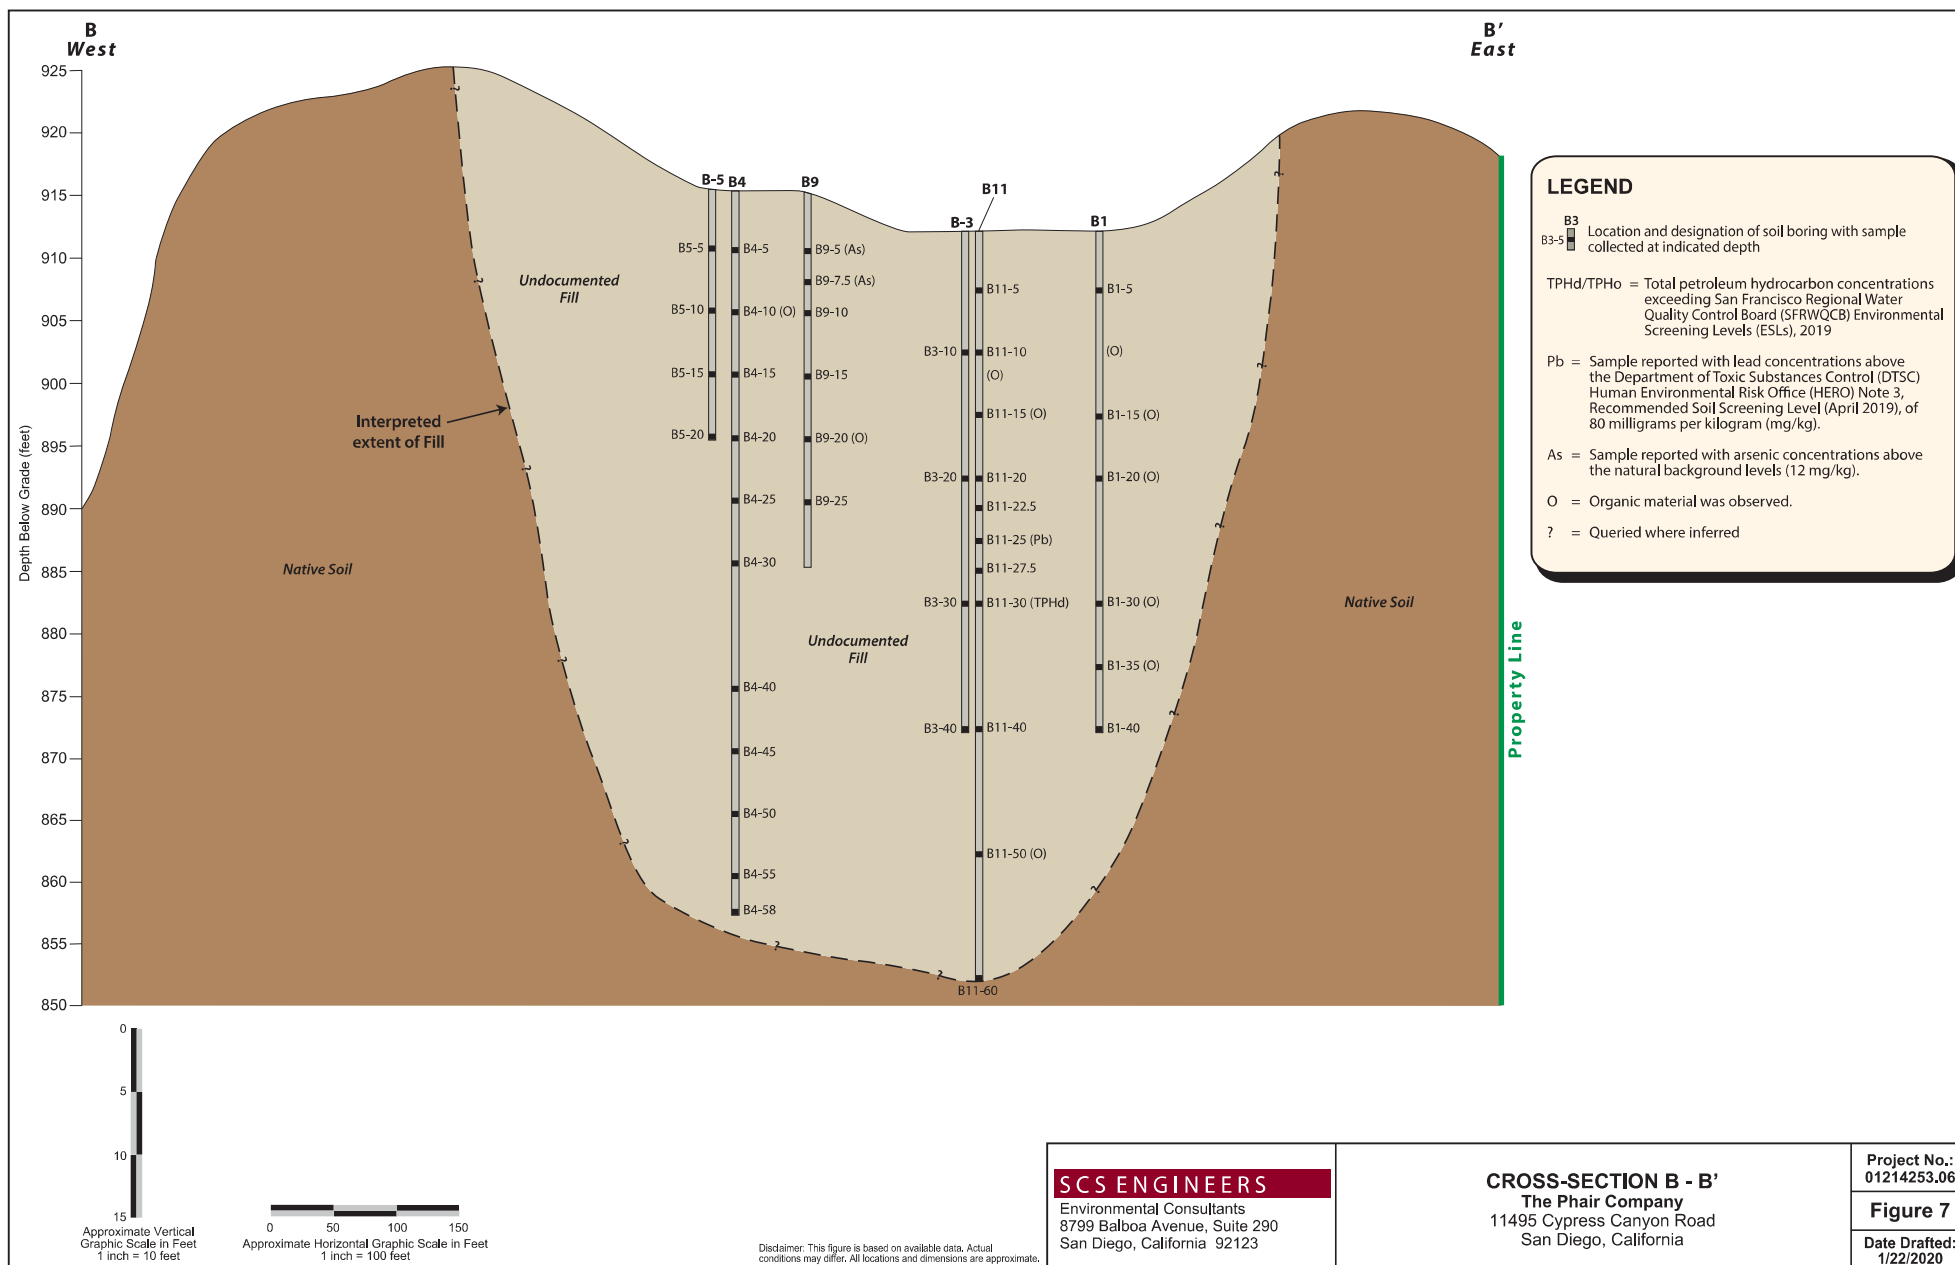 B
West
B'
East
925
920
915
910
905
900
895
890
885
880
875
870
865
860
855
850
Depth Below Grade (feet)
B-5
B4
B9
B11
B-3
B1
B5-5
B5-10
B5-15
B5-20
B4-5
B4-10 (O)
B4-15
B4-20
B4-25
B4-30
B4-40
B4-45
B4-50
B4-55
B4-58
B9-5 (As)
B9-7.5 (As)
B9-10
B9-15
B9-20 (O)
B9-25
B3-10
B3-20
B3-30
B3-40
B11-5
B11-10
(O)
B11-15 (O)
B11-20
B11-22.5
B11-25 (Pb)
B11-27.5
B11-30 (TPHd)
B11-40
B11-50 (O)
B11-60
B1-5
(O)
B1-15 (O)
B1-20 (O)
B1-30 (O)
B1-35 (O)
B1-40
Undocumented
Fill
Interpreted
extent of Fill
Native Soil
Undocumented
Fill
Native Soil
?
?
?
?
?
?
?
?
?
?
?
?
?
Property Line
LEGEND
B3
B3-5
Location and designation of soil boring with sample
collected at indicated depth
TPHd/TPHo = Total petroleum hydrocarbon concentrations
exceeding San Francisco Regional Water
Quality Control Board (SFRWQCB) Environmental
Screening Levels (ESLs), 2019
Pb = Sample reported with lead concentrations above
the Department of Toxic Substances Control (DTSC)
Human Environmental Risk Office (HERO) Note 3,
Recommended Soil Screening Level (April 2019), of
80 milligrams per kilogram (mg/kg).
As = Sample reported with arsenic concentrations above
the natural background levels (12 mg/kg).
O = Organic material was observed.
? = Queried where inferred
0
5
10
15
Approximate Vertical
Graphic Scale in Feet
1 inch = 10 feet
0 50 100 150
Approximate Horizontal Graphic Scale in Feet
1 inch = 100 feet
Disclaimer: This figure is based on available data. Actual
conditions may differ. All locations and dimensions are approximate.
SCS ENGINEERS
Environmental Consultants
8799 Balboa Avenue, Suite 290
San Diego, California 92123
CROSS-SECTION B - B'
The Phair Company
11495 Cypress Canyon Road
San Diego, California
Project No.:
01214253.06
Figure 7
Date Drafted:
1/22/2020